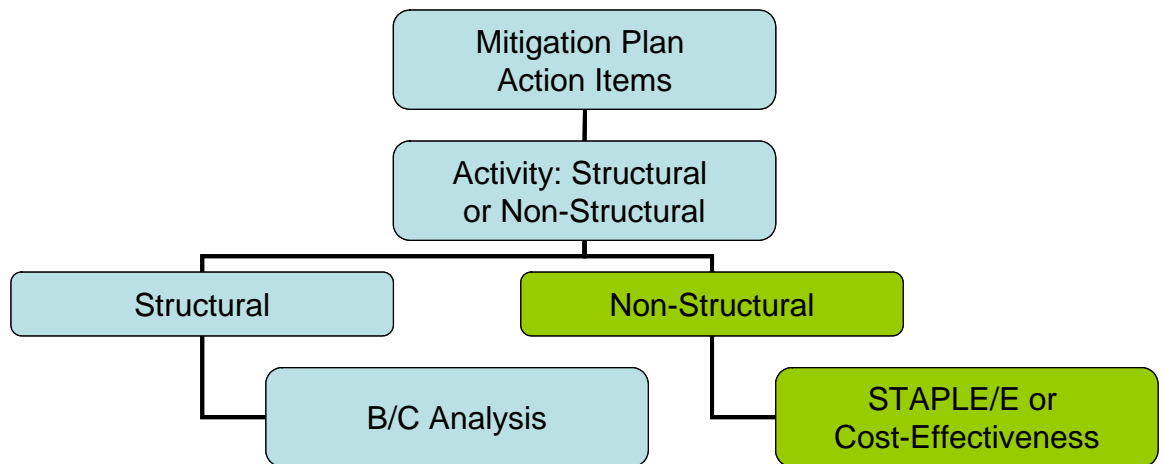 Mitigation Plan
Action Items
Activity: Structural
or Non-Structural
Structural
Non-Structural
B/C Analysis
STAPLE/E or
Cost-Effectiveness